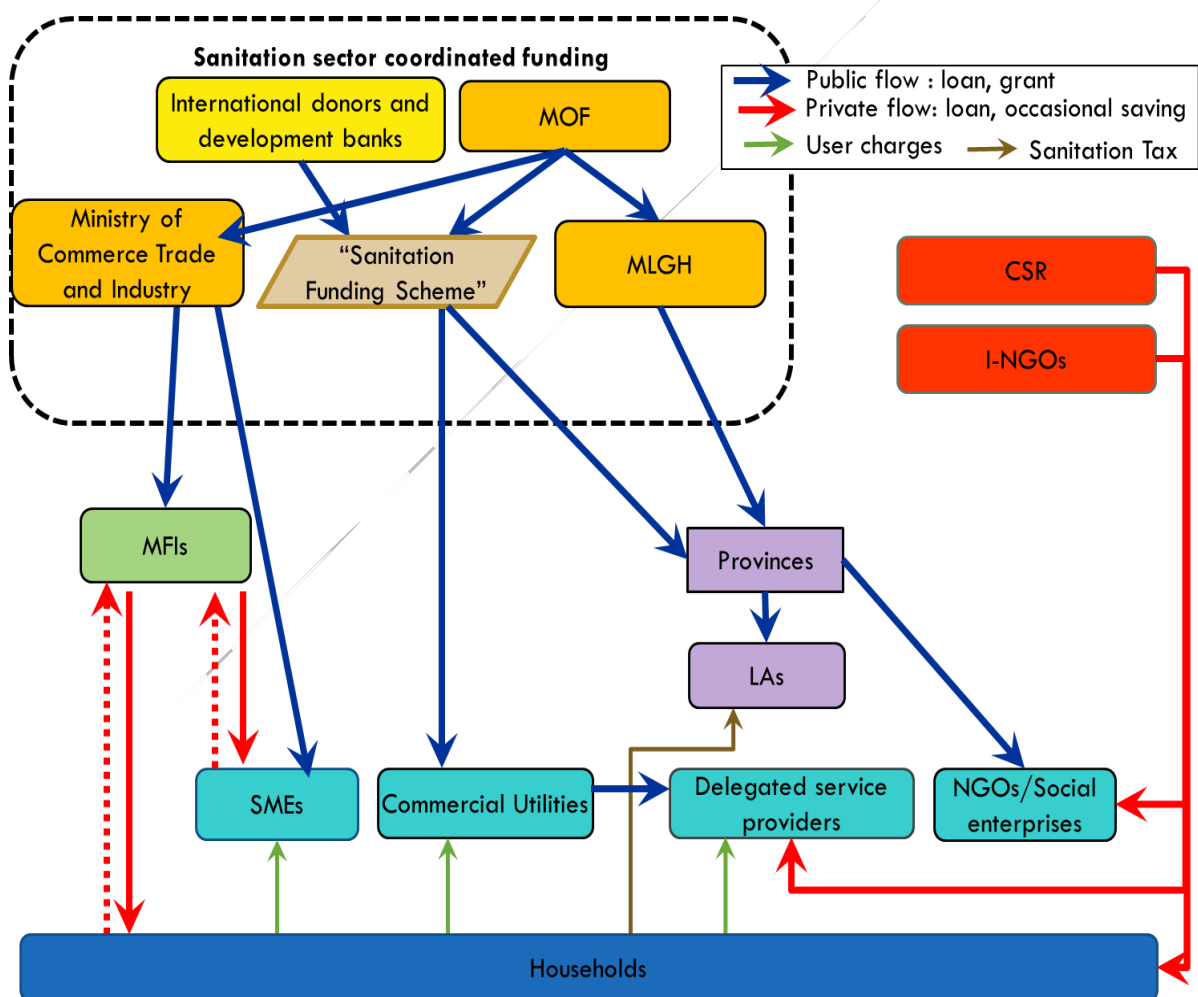 Sanitation sector coordinated funding
International donors and
development banks
MOF
Public flow : loan, grant
Private flow: loan, occasional saving
User charges
Sanitation Tax
Ministry of
Commerce Trade
and Industry
“Sanitation
Funding Scheme”
MLGH
CSR
I-NGOs
MFIs
Provinces
LAs
SMEs
Commercial Utilities
Delegated service
providers
NGOs/Social
enterprises
Households